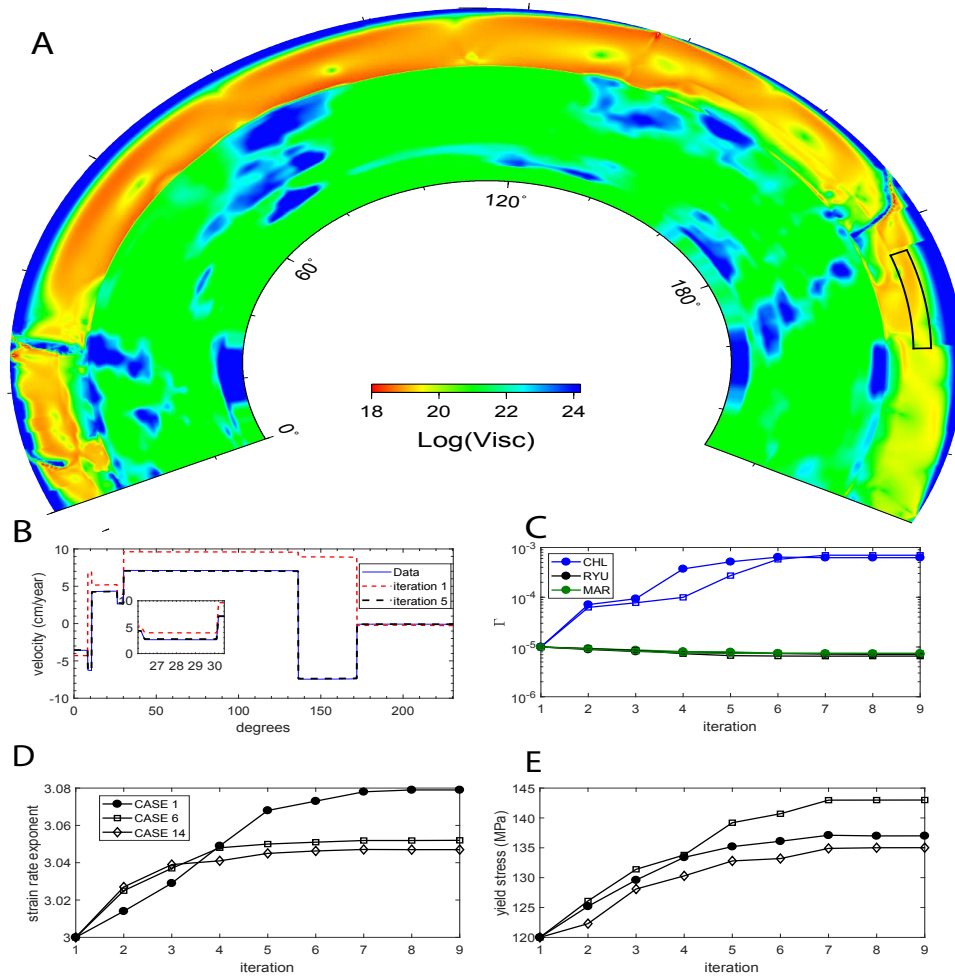 A
120°
60°
180°
0°
18 20 22 24
Log(Visc)
B
10
5
0
-5
-10
velocity (cm/year)
Data
iteration 1
iteration 5
10
5
0
27 28 29 30
0 50 100 150 200
degrees
C
10-3
10-4
10-5
10-6
Γ
CHL
RYU
MAR
1 2 3 4 5 6 7 8 9
iteration
D
3.08
3.06
3.04
3.02
3
strain rate exponent
CASE 1
CASE 6
CASE 14
1 2 3 4 5 6 7 8 9
iteration
E
145
140
135
130
125
120
yield stress (MPa)
1 2 3 4 5 6 7 8 9
iteration